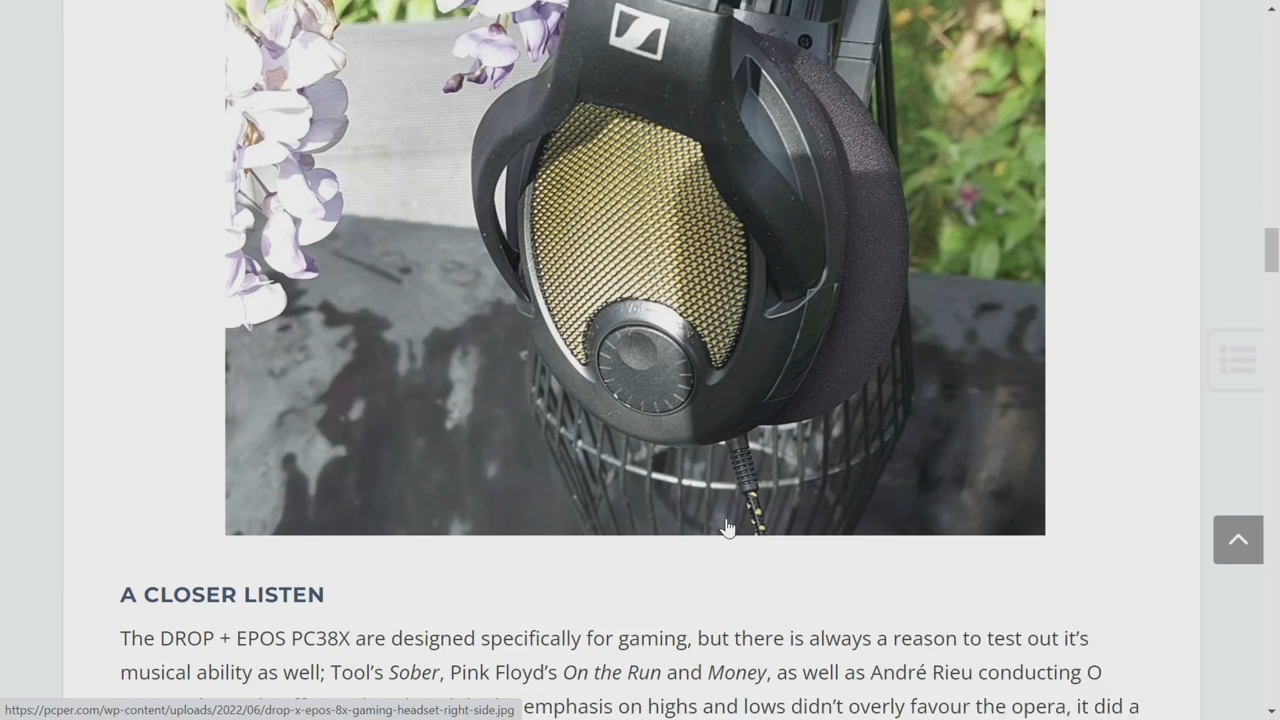 Vol
A CLOSER LISTEN
The DROP + EPOS PC38X are designed specifically for gaming, but there is always a reason to test out it’s
musical ability as well; Tool’s Sober, Pink Floyd’s On the Run and Money, as well as André Rieu conducting O
emphasis on highs and lows didn’t overly favour the opera, it did a
https://pcper.com/wp-content/uploads/2022/06/drop-x-epos-8x-gaming-headset-right-side.jpg